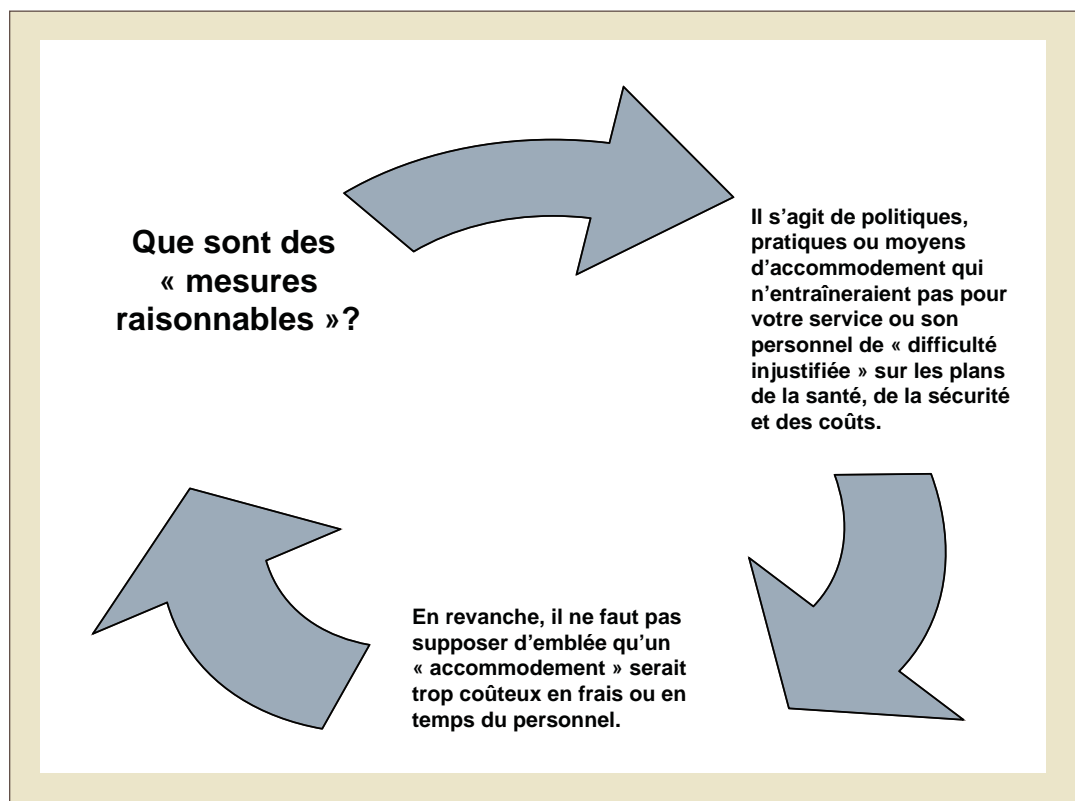 Que sont des
« mesures
raisonnables »?
Il s’agit de politiques,
pratiques ou moyens
d’accommodement qui
n’entraîneraient pas pour
votre service ou son
personnel de « difficulté
injustifiée » sur les plans
de la santé, de la sécurité
et des coûts.
En revanche, il ne faut pas
supposer d’emblée qu’un
« accommodement » serait
trop coûteux en frais ou en
temps du personnel.